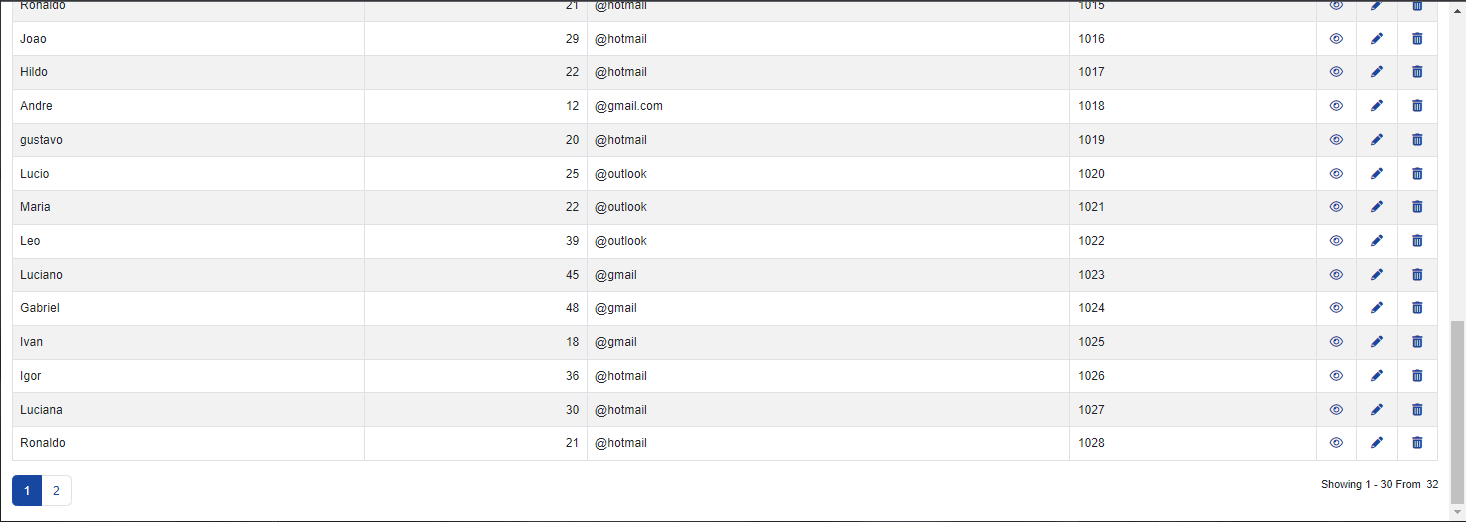 Ronaldo 21 @hotmail 1015
Joao 29 @hotmail 1016
Hildo 22 @hotmail 1017
Andre 12 @gmail.com 1018
gustavo 20 @hotmail 1019
Lucio 25 @outlook 1020
Maria 22 @outlook 1021
Leo 39 @outlook 1022
Luciano 45 @gmail 1023
Gabriel 48 @gmail 1024
Ivan 18 @gmail 1025
Igor 36 @hotmail 1026
Luciana 30 @hotmail 1027
Ronaldo 21 @hotmail 1028
1 2 Showing 1 - 30 From 32